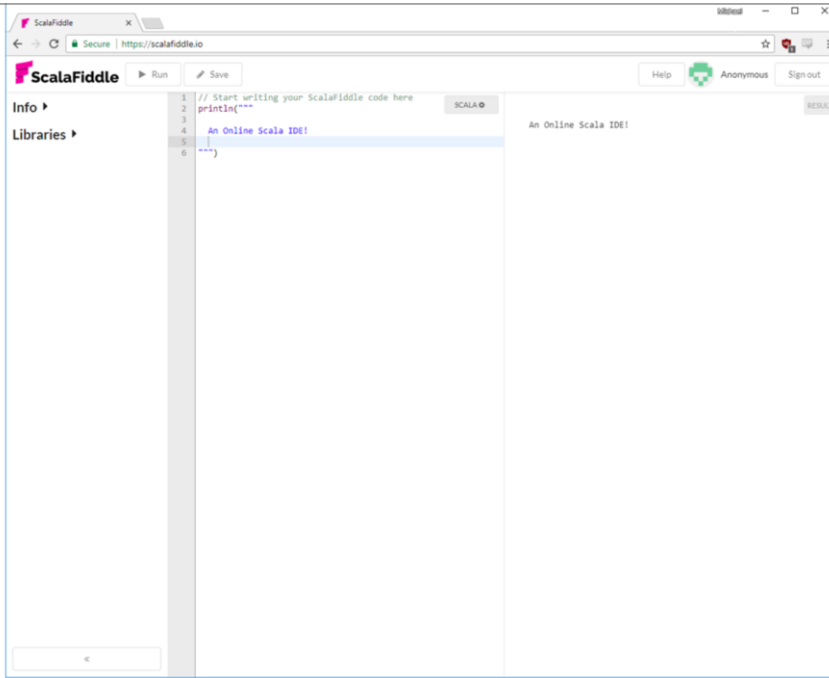 ScalaFiddle ×
Secure | https://scalafiddle.io
ScalaFiddle Run Save Help Anonymous Sign out
Info
Libraries
1 // Start writing your ScalaFiddle code here
2 println("""
3
4 An Online Scala IDE!
5
6 """)
SCALA
RESUL
An Online Scala IDE!
«